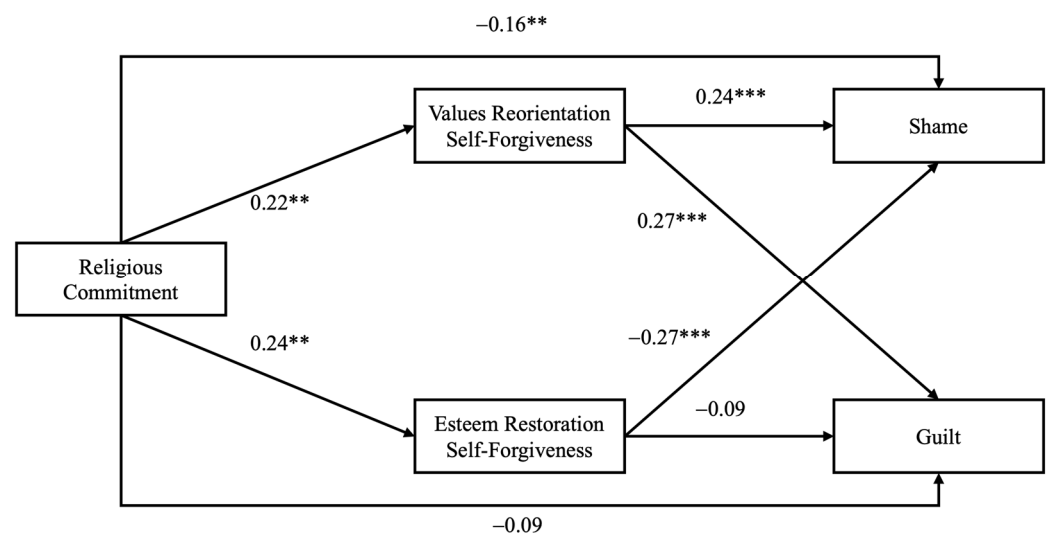 −0.16**
Values Reorientation
Self-Forgiveness
0.24***
Shame
0.22**
0.27***
Religious
Commitment
0.24**
−0.27***
Esteem Restoration
Self-Forgiveness
−0.09
Guilt
−0.09